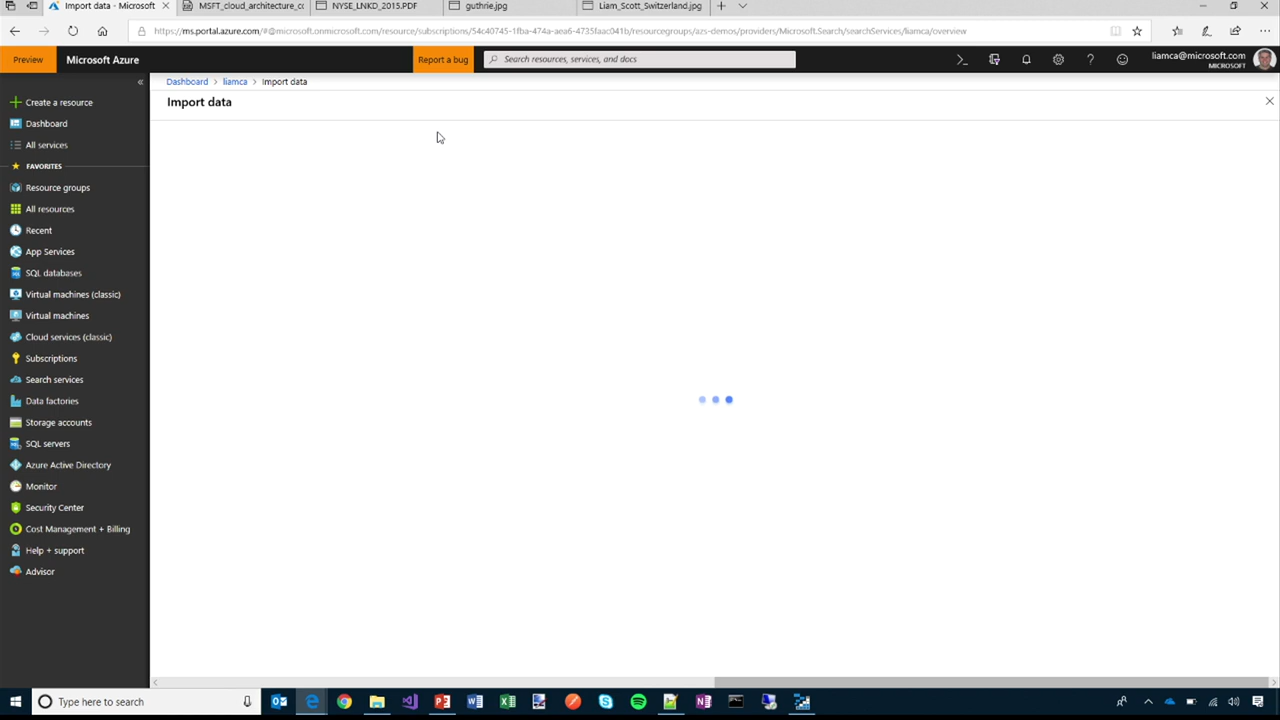 Import data - Microsoft
MSFT_cloud_architecture_cc
NYSE_LNKD_2015.PDF
guthrie.jpg
Liam_Scott_Switzerland.jpg
https://ms.portal.azure.com/#@microsoft.onmicrosoft.com/resource/subscriptions/54c40745-1fba-474a-aea6-4735faac041b/resourcegroups/azs-demos/providers/Microsoft.Search/searchServices/liamca/overview
Preview
Microsoft Azure
Report a bug
Search resources, services, and docs
liamca@microsoft.com
MICROSOFT
Dashboard > liamca > Import data
Import data
Create a resource
Dashboard
All services
FAVORITES
Resource groups
All resources
Recent
App Services
SQL databases
Virtual machines (classic)
Virtual machines
Cloud services (classic)
Subscriptions
Search services
Data factories
Storage accounts
SQL servers
Azure Active Directory
Monitor
Security Center
Cost Management + Billing
Help + support
Advisor
Type here to search